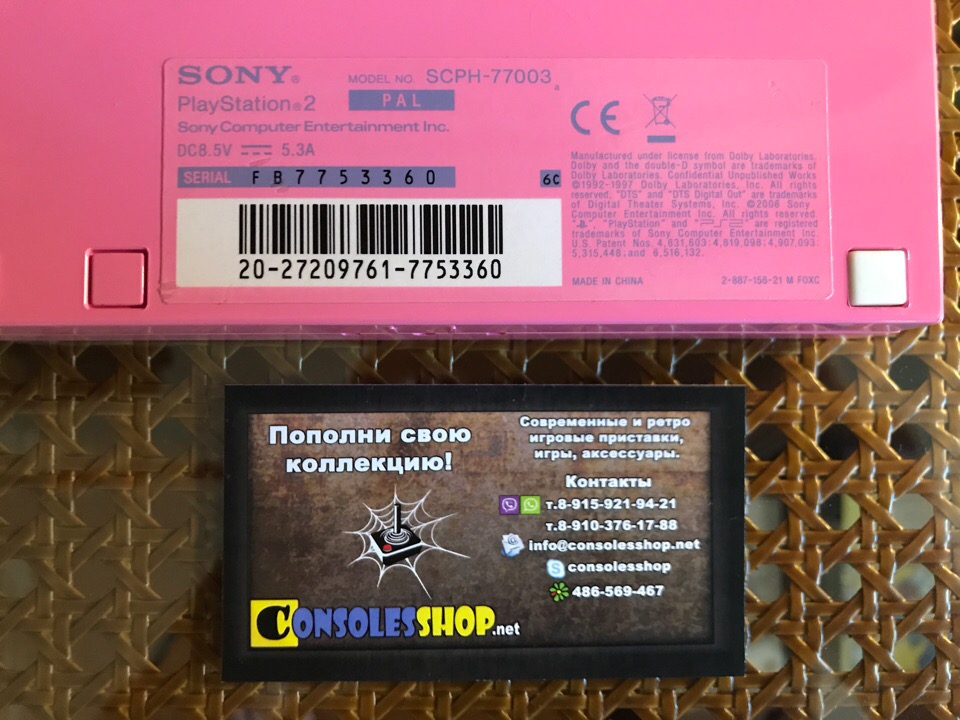 SONY®
MODEL NO. SCPH-77003
PlayStation®2
PAL
Sony Computer Entertainment Inc.
DC8.5V 5.3A
SERIAL FB7753360
6C
20-27209761-7753360
CE
Manufactured under license from Dolby Laboratories.
Dolby and the double-D symbol are trademarks of
Dolby Laboratories. Confidential Unpublished Works
©1992-1997 Dolby Laboratories, Inc. All rights
reserved. "DTS" and "DTS Digital Out" are trademarks
of Digital Theater Systems, Inc. ©2006 Sony
Computer Entertainment Inc. All rights reserved.
" ", "PlayStation" and "PS2" are registered
trademarks of Sony Computer Entertainment Inc.
U.S. Patent Nos. 4,631,603; 4,819,098; 4,907,093;
5,315,448; and 6,516,132.
MADE IN CHINA
2-887-156-21 M FOXC
Пополни свою
коллекцию!
Современные и ретро
игровые приставки,
игры, аксессуары.
Контакты
т.8-915-921-94-21
т.8-910-376-17-88
info@consolesshop.net
consolesshop
486-569-467
CONSOLESSHOP.net